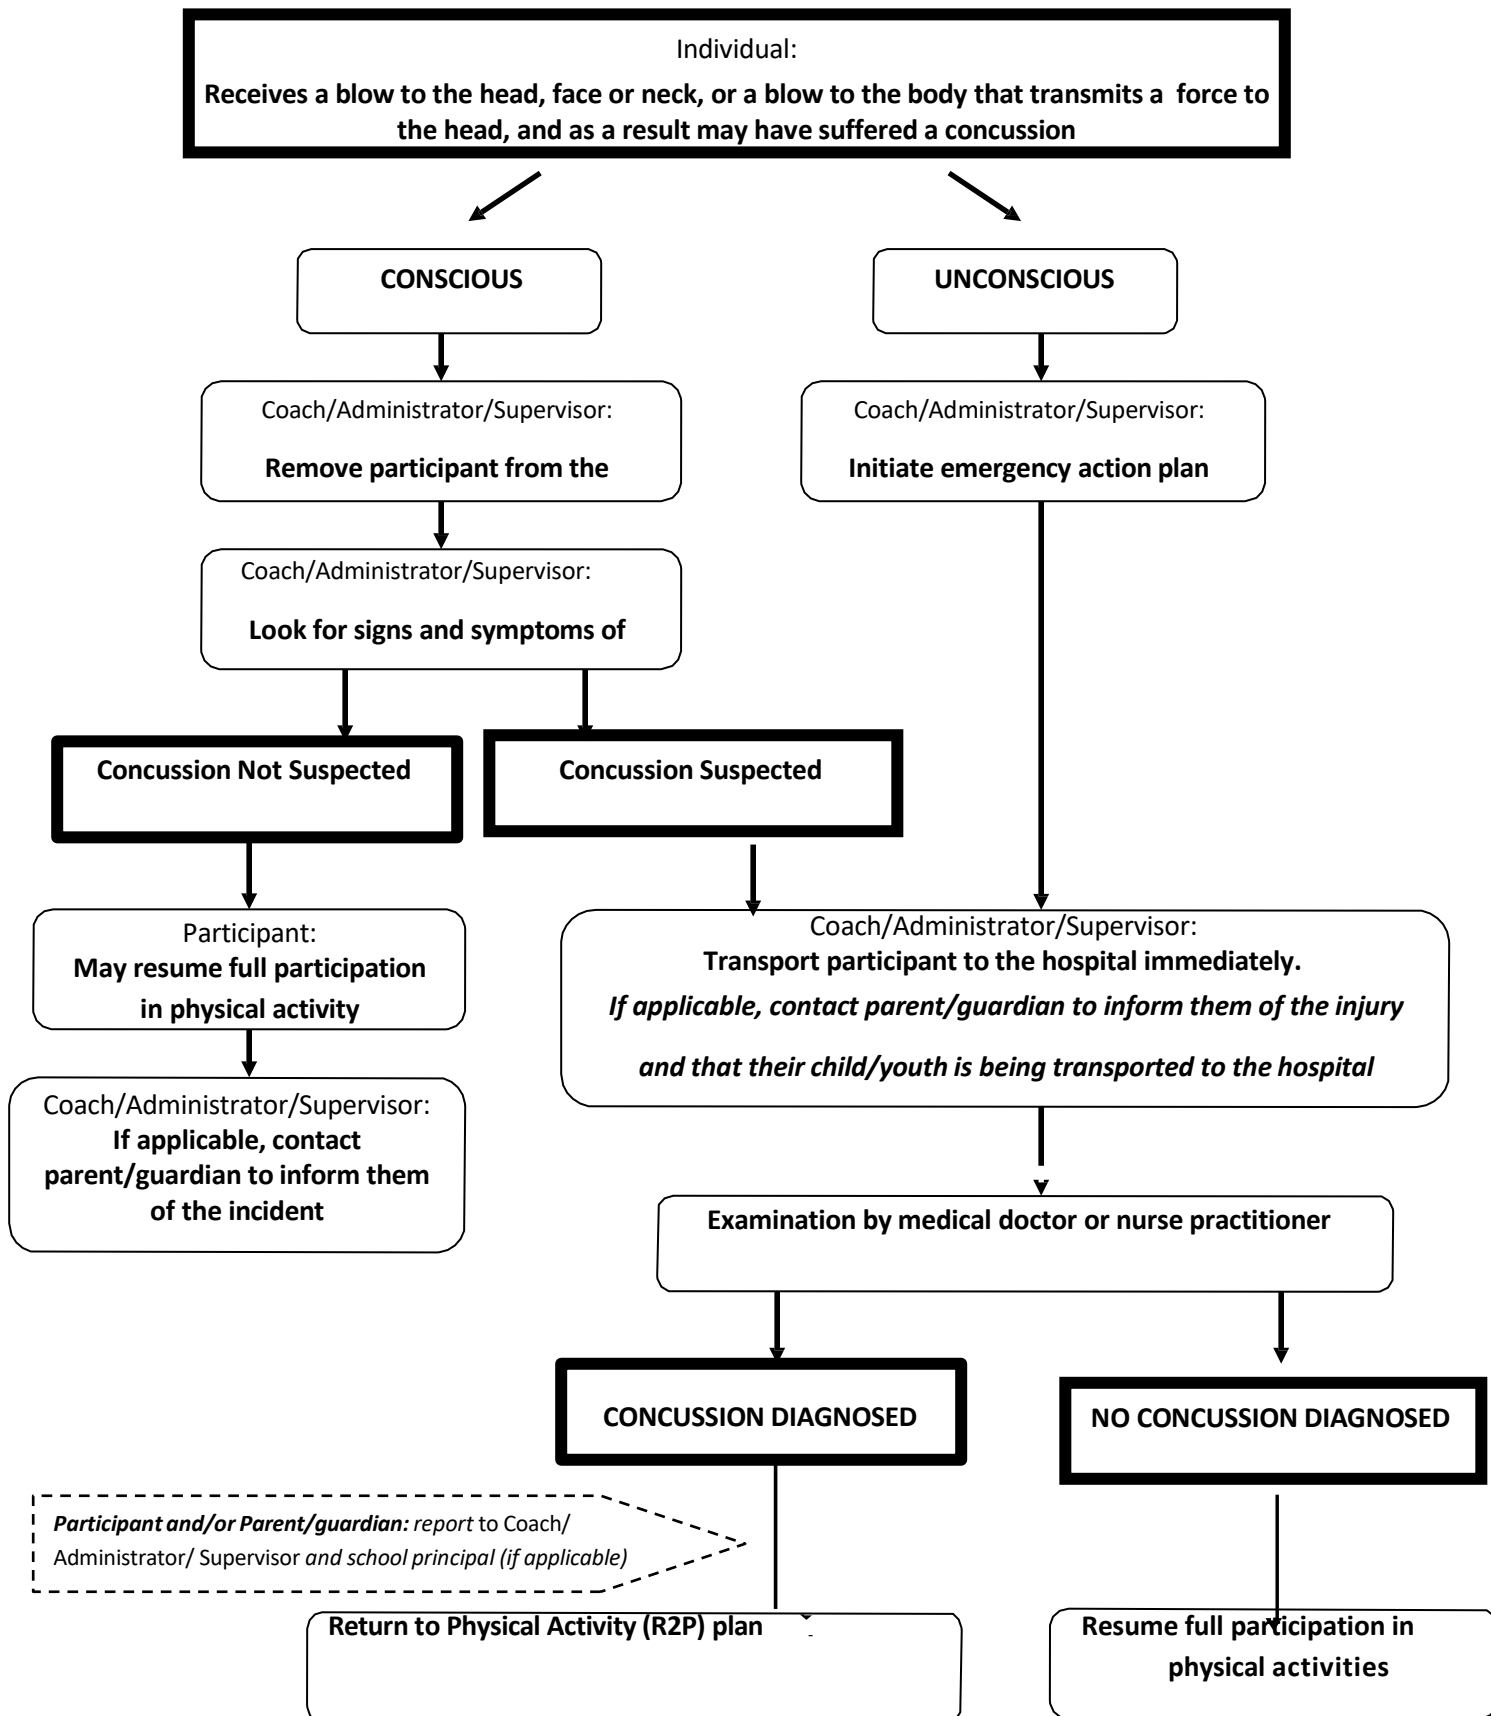 Individual:
Receives a blow to the head, face or neck, or a blow to the body that transmits a force to
the head, and as a result may have suffered a concussion
CONSCIOUS
UNCONSCIOUS
Coach/Administrator/Supervisor:
Remove participant from the
Coach/Administrator/Supervisor:
Initiate emergency action plan
Coach/Administrator/Supervisor:
Look for signs and symptoms of
Concussion Not Suspected
Concussion Suspected
Participant:
May resume full participation
in physical activity
Coach/Administrator/Supervisor:
Transport participant to the hospital immediately.
If applicable, contact parent/guardian to inform them of the injury
and that their child/youth is being transported to the hospital
Coach/Administrator/Supervisor:
If applicable, contact
parent/guardian to inform them
of the incident
Examination by medical doctor or nurse practitioner
CONCUSSION DIAGNOSED
NO CONCUSSION DIAGNOSED
Participant and/or Parent/guardian: report to Coach/
Administrator/ Supervisor and school principal (if applicable)
Return to Physical Activity (R2P) plan
Resume full participation in
physical activities